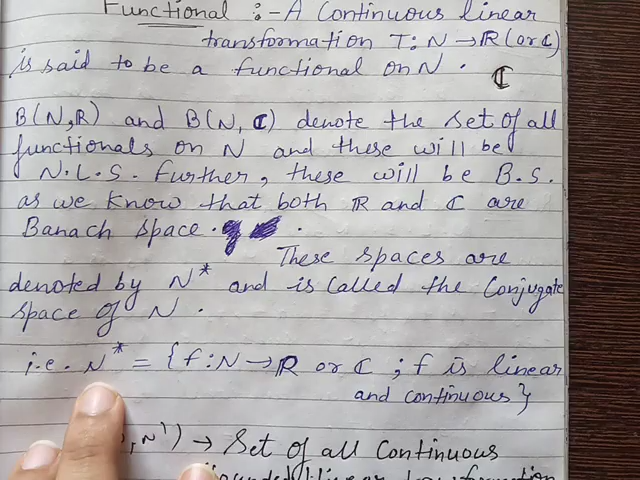 Functional :- A Continuous linear
transformation T:N → ℝ (or ℂ)
is said to be a functional on N.
ℂ
B(N,ℝ) and B(N,ℂ) denote the set of all
functionals on N and these will be
N.L.S. Further, these will be B.S.
as we know that both ℝ and ℂ are
Banach Space.
These spaces are
denoted by N* and is called the Conjugate
space of N.
i.e. N* = {f:N → ℝ or ℂ ; f is linear
and continuous}
, N') → Set of all Continuous
linear